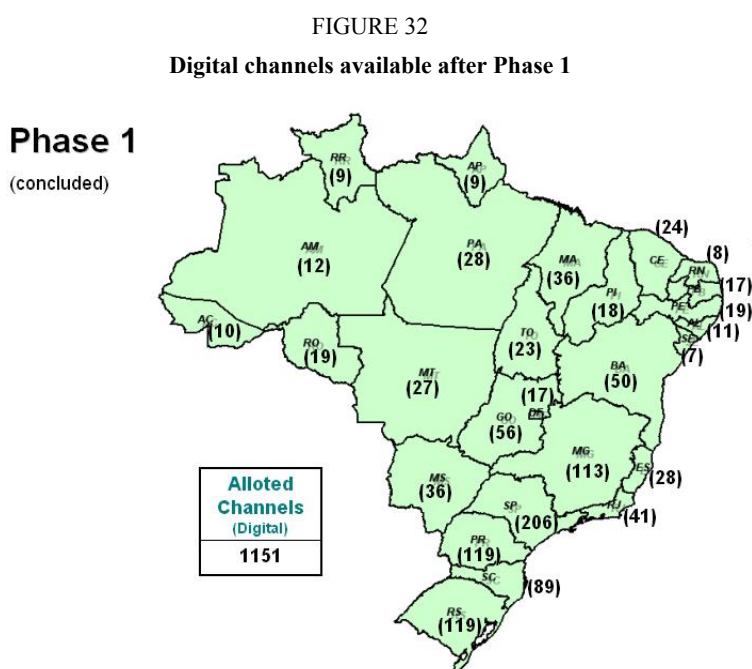 FIGURE 32
Digital channels available after Phase 1
Phase 1
(concluded)
RR
(9)
AP
(9)
(24)
AM
(12)
PA
(28)
MA
(36)
CE
(8)
RN
PI
(18)
PB
(17)
PE
(19)
AL
(11)
SE
(7)
AC
(10)
RO
(19)
TO
(23)
MT
(27)
BA
(50)
(17)
DF
GO
(56)
MG
(113)
ES
(28)
MS
(36)
SP
(206)
RJ
(41)
PR
(119)
SC
(89)
RS
(119)
Alloted
Channels
(Digital)
1151